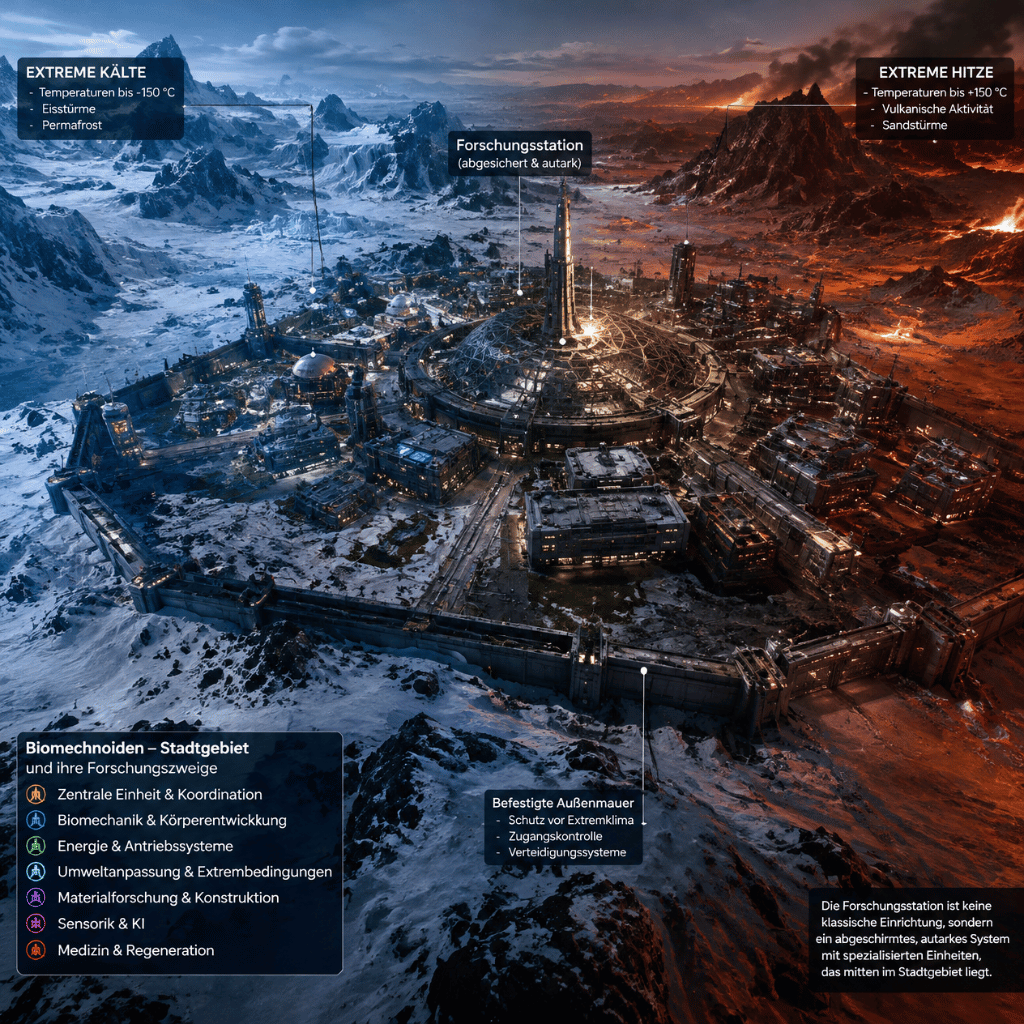 EXTREME KÄLTE
- Temperaturen bis -150 °C
- Eisstürme
- Permafrost
EXTREME HITZE
- Temperaturen bis +150 °C
- Vulkanische Aktivität
- Sandstürme
Forschungsstation
(abgesichert & autark)
Biomechnoiden – Stadtgebiet
und ihre Forschungszweige
Zentrale Einheit & Koordination
Biomechanik & Körperentwickung
Energie & Antriebssysteme
Umweltanpassung & Extrembedingungen
Materialforschung & Konstruktion
Sensorik & KI
Medizin & Regeneration
Befestigte Außenmauer
- Schutz vor Extremklima
- Zugangskontrolle
- Verteidigungssysteme
Die Forschungsstation ist keine
klassische Einrichtung, sondern
ein abgeschirmtes, autarkes System
mit spezialisierten Einheiten,
das mitten im Stadtgebiet liegt.